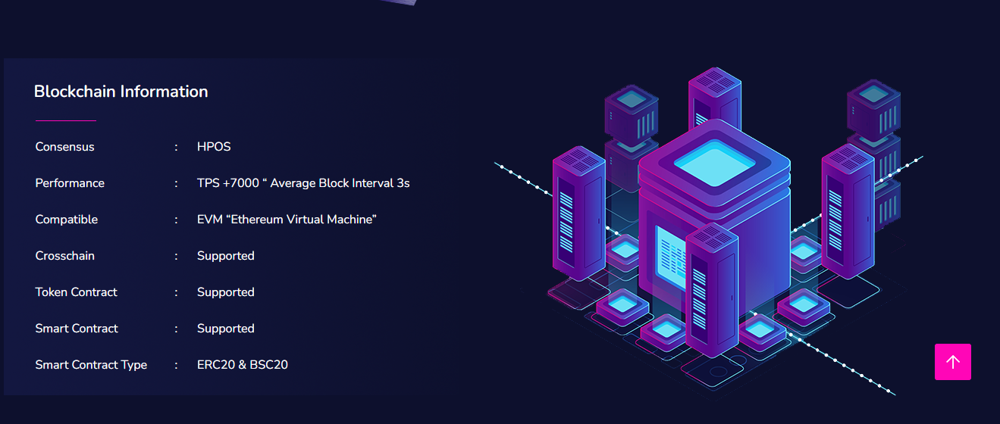 Blockchain Information
Consensus : HPOS
Performance : TPS +7000 “ Average Block Interval 3s
Compatible : EVM “Ethereum Virtual Machine”
Crosschain : Supported
Token Contract : Supported
Smart Contract : Supported
Smart Contract Type : ERC20 & BSC20